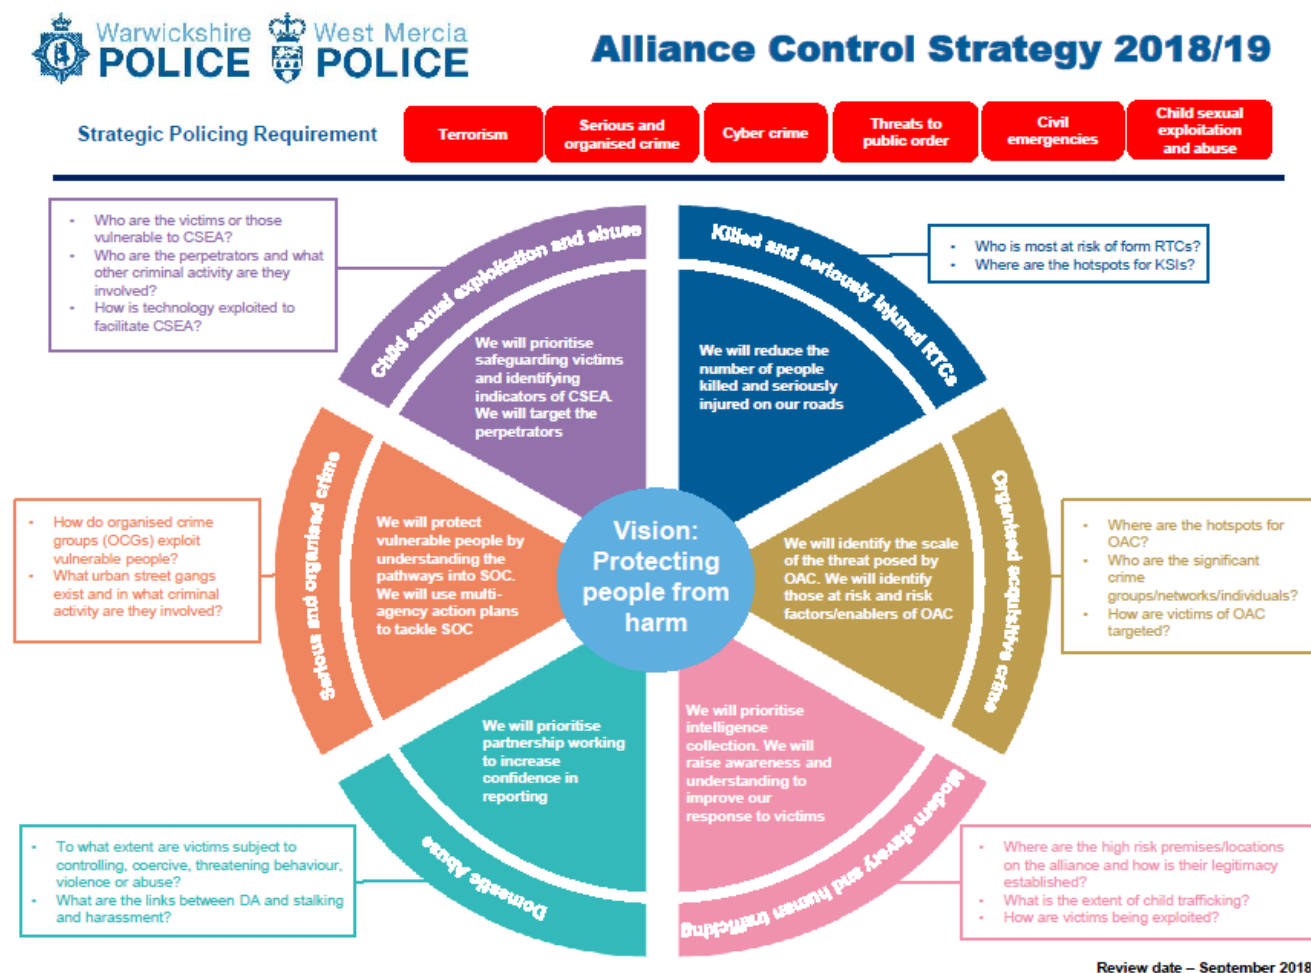 Warwickshire
POLICE
West Mercia
POLICE
Alliance Control Strategy 2018/19
Strategic Policing Requirement
Terrorism
Serious and
organised crime
Cyber crime
Threats to
public order
Civil
emergencies
Child sexual
exploitation
and abuse
• Who are the victims or those
vulnerable to CSEA?
• Who are the perpetrators and what
other criminal activity are they
involved?
• How is technology exploited to
facilitate CSEA?
Child sexual exploitation and abuse
We will prioritise
safeguarding victims
and identifying
indicators of CSEA.
We will target the
perpetrators
Killed and seriously injured RTCs
We will reduce the
number of people
killed and seriously
injured on our roads
• Who is most at risk of form RTCs?
• Where are the hotspots for KSIs?
• How do organised crime
groups (OCGs) exploit
vulnerable people?
• What urban street gangs
exist and in what criminal
activity are they involved?
Serious and organised crime
We will protect
vulnerable people by
understanding the
pathways into SOC.
We will use multi-
agency action plans
to tackle SOC
Vision:
Protecting
people from
harm
We will identify the scale
of the threat posed by
OAC. We will identify
those at risk and risk
factors/enablers of OAC
Organised acquisitive crime
• Where are the hotspots for
OAC?
• Who are the significant
crime
groups/networks/individuals?
• How are victims of OAC
targeted?
We will prioritise
partnership working
to increase
confidence in
reporting
Domestic Abuse
• To what extent are victims subject to
controlling, coercive, threatening behaviour,
violence or abuse?
• What are the links between DA and stalking
and harassment?
We will prioritise
intelligence
collection. We will
raise awareness and
understanding to
improve our
response to victims
Modern slavery and human trafficking
• Where are the high risk premises/locations
on the alliance and how is their legitimacy
established?
• What is the extent of child trafficking?
• How are victims being exploited?
Review date – September 2018